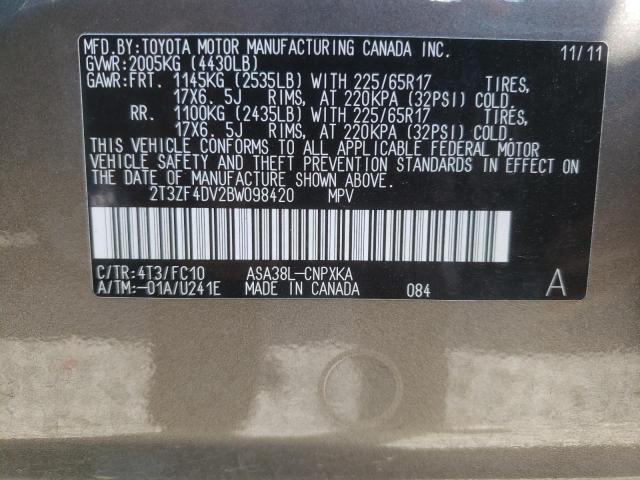 MFD.BY:TOYOTA MOTOR MANUFACTURING CANADA INC. 11/11
GVWR:2005KG (4430LB)
GAWR:FRT. 1145KG (2535LB) WITH 225/65R17 TIRES,
17X6.5J RIMS, AT 220KPA (32PSI) COLD.
RR. 1100KG (2435LB) WITH 225/65R17 TIRES,
17X6.5J RIMS, AT 220KPA (32PSI) COLD.
THIS VEHICLE CONFORMS TO ALL APPLICABLE FEDERAL MOTOR
VEHICLE SAFETY AND THEFT PREVENTION STANDARDS IN EFFECT ON
THE DATE OF MANUFACTURE SHOWN ABOVE.
2T3ZF4DV2BW098420 MPV
C/TR:4T3/FC10 ASA38L-CNPXKA
A/TM:-01A/U241E MADE IN CANADA 084 A